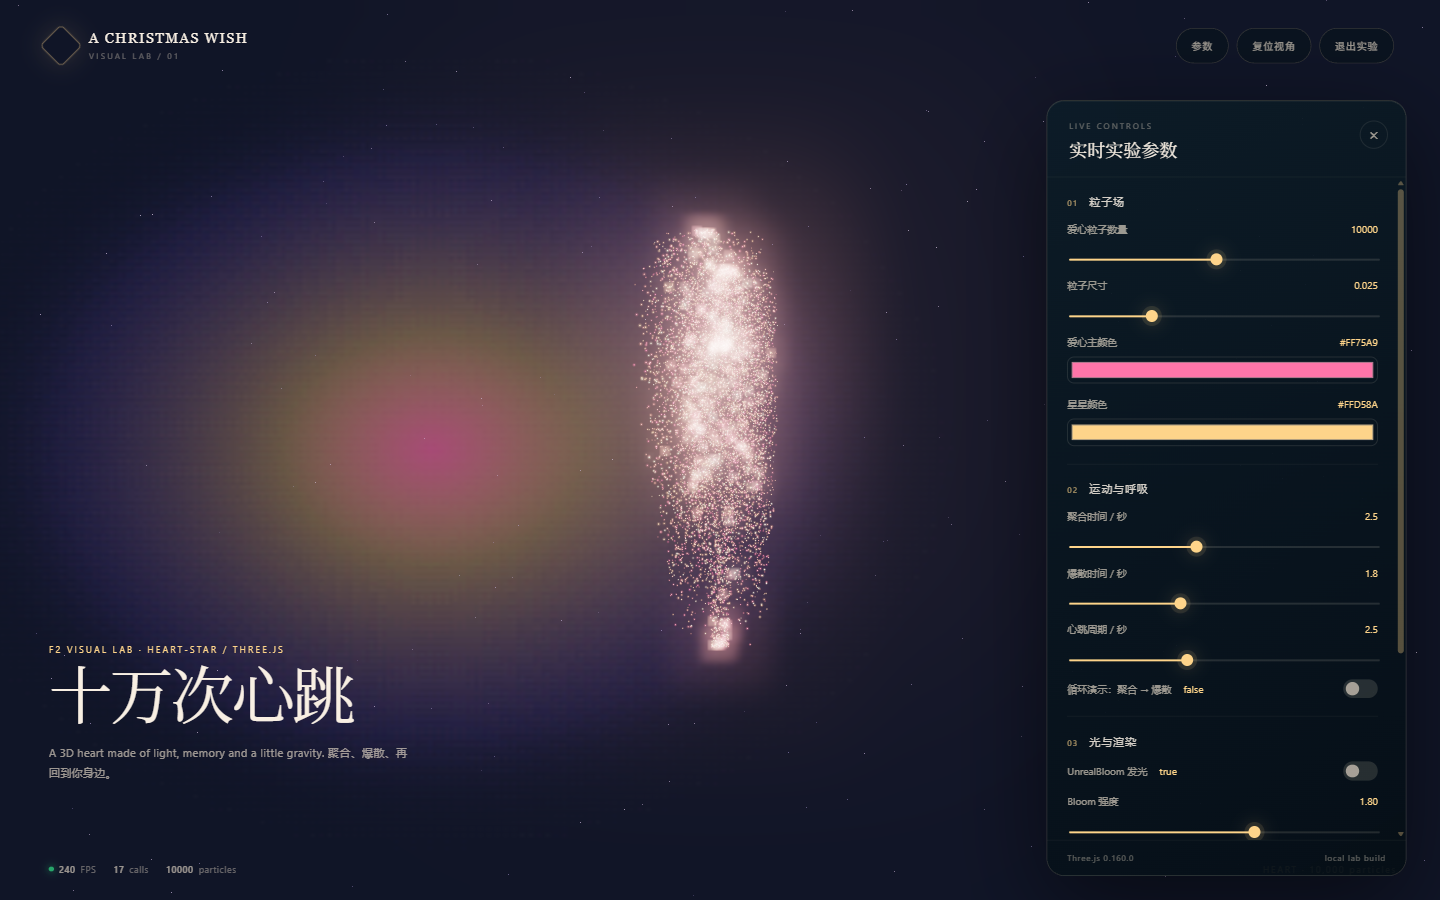 A CHRISTMAS WISH
VISUAL LAB / 01
参数
复位视角
退出实验
LIVE CONTROLS
实时实验参数
×
01 粒子场
爱心粒子数量 10000
粒子尺寸 0.025
爱心主颜色 #FF75A9
星星颜色 #FFD58A
02 运动与呼吸
聚合时间 / 秒 2.5
爆散时间 / 秒 1.8
心跳周期 / 秒 2.5
循环演示：聚合 → 爆散 false
03 光与渲染
UnrealBloom 发光 true
Bloom 强度 1.80
Three.js 0.160.0 local lab build
F2 VISUAL LAB · HEART-STAR / THREE.JS
十万次心跳
A 3D heart made of light, memory and a little gravity. 聚合、爆散、再
回到你身边。
240 FPS 17 calls 10000 particles